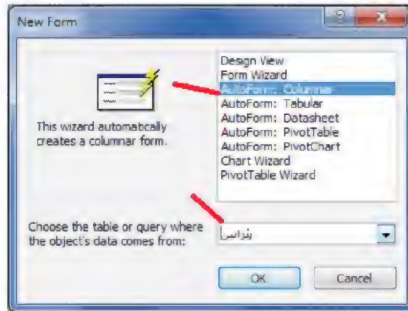 New Form
Design View
Form Wizard
AutoForm: Columnar
AutoForm: Tabular
AutoForm: Datasheet
AutoForm: PivotTable
AutoForm: PivotChart
Chart Wizard
PivotTable Wizard
This wizard automatically
creates a columnar form.
Choose the table or query where
the object's data comes from:
OK
Cancel